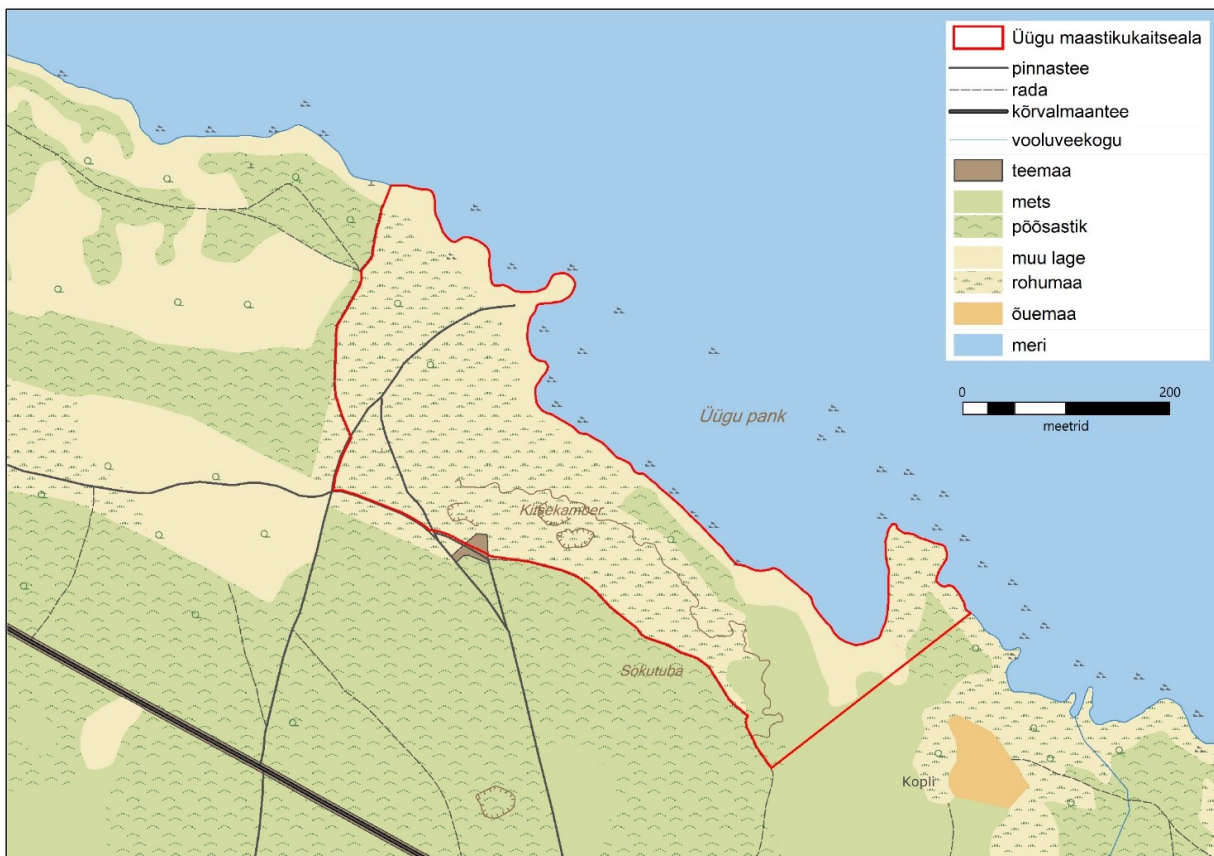 Üügu maastikukaitseala
pinnastee
rada
kõrvalmaantee
vooluveekogu
teemaa
mets
põõsastik
muu lage
rohumaa
õuemaa
meri
0 200
meetrid
Üügu pank
Kitsekamber
Sokutuba
Kopli